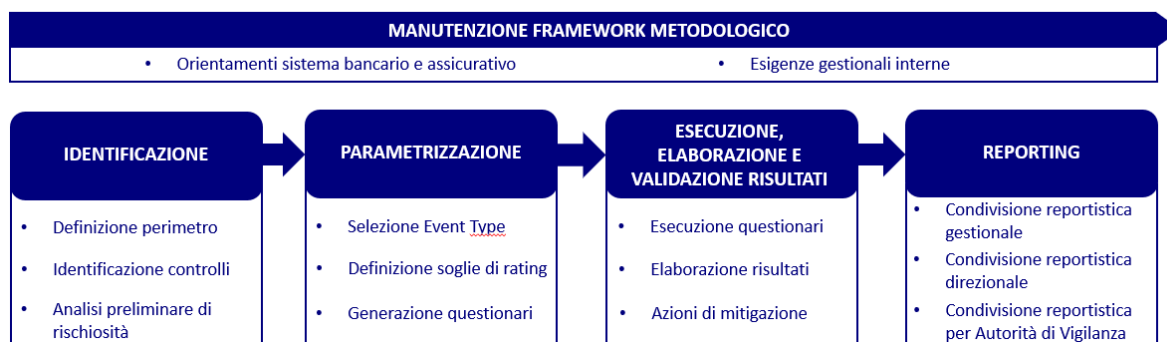 MANUTENZIONE FRAMEWORK METODOLOGICO
• Orientamenti sistema bancario e assicurativo
• Esigenze gestionali interne
IDENTIFICAZIONE
• Definizione perimetro
• Identificazione controlli
• Analisi preliminare di
rischiosità
PARAMETRIZZAZIONE
• Selezione Event Type
• Definizione soglie di rating
• Generazione questionari
ESECUZIONE,
ELABORAZIONE E
VALIDAZIONE RISULTATI
• Esecuzione questionari
• Elaborazione risultati
• Azioni di mitigazione
REPORTING
• Condivisione reportistica
gestionale
• Condivisione reportistica
direzionale
• Condivisione reportistica
per Autorità di Vigilanza